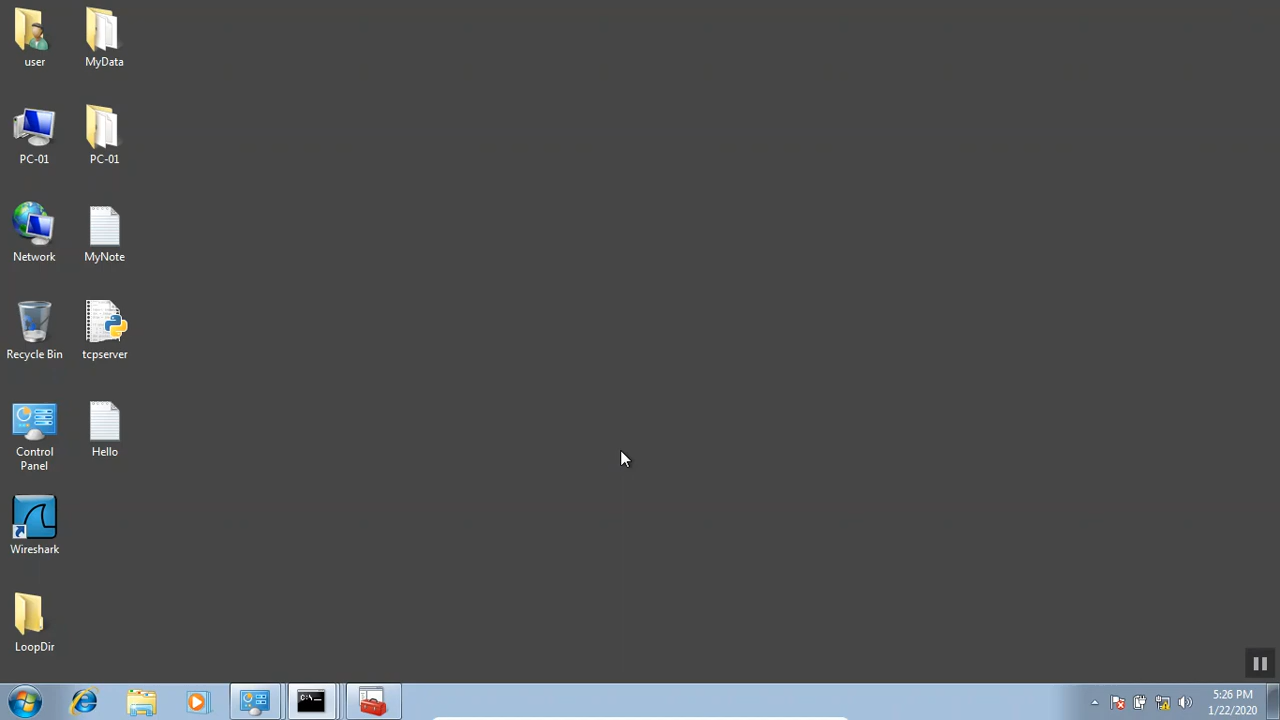 user
MyData
PC-01
PC-01
Network
MyNote
Recycle Bin
tcpserver
Control
Panel
Hello
Wireshark
LoopDir
C:\_
5:26 PM
1/22/2020